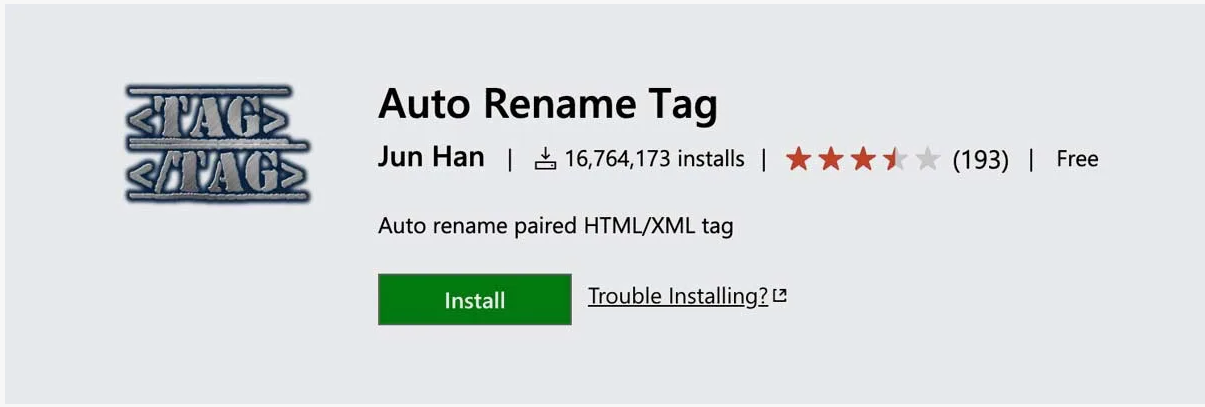 <TAG>
</TAG>
Auto Rename Tag
Jun Han | 16,764,173 installs | (193) | Free
Auto rename paired HTML/XML tag
Install Trouble Installing?